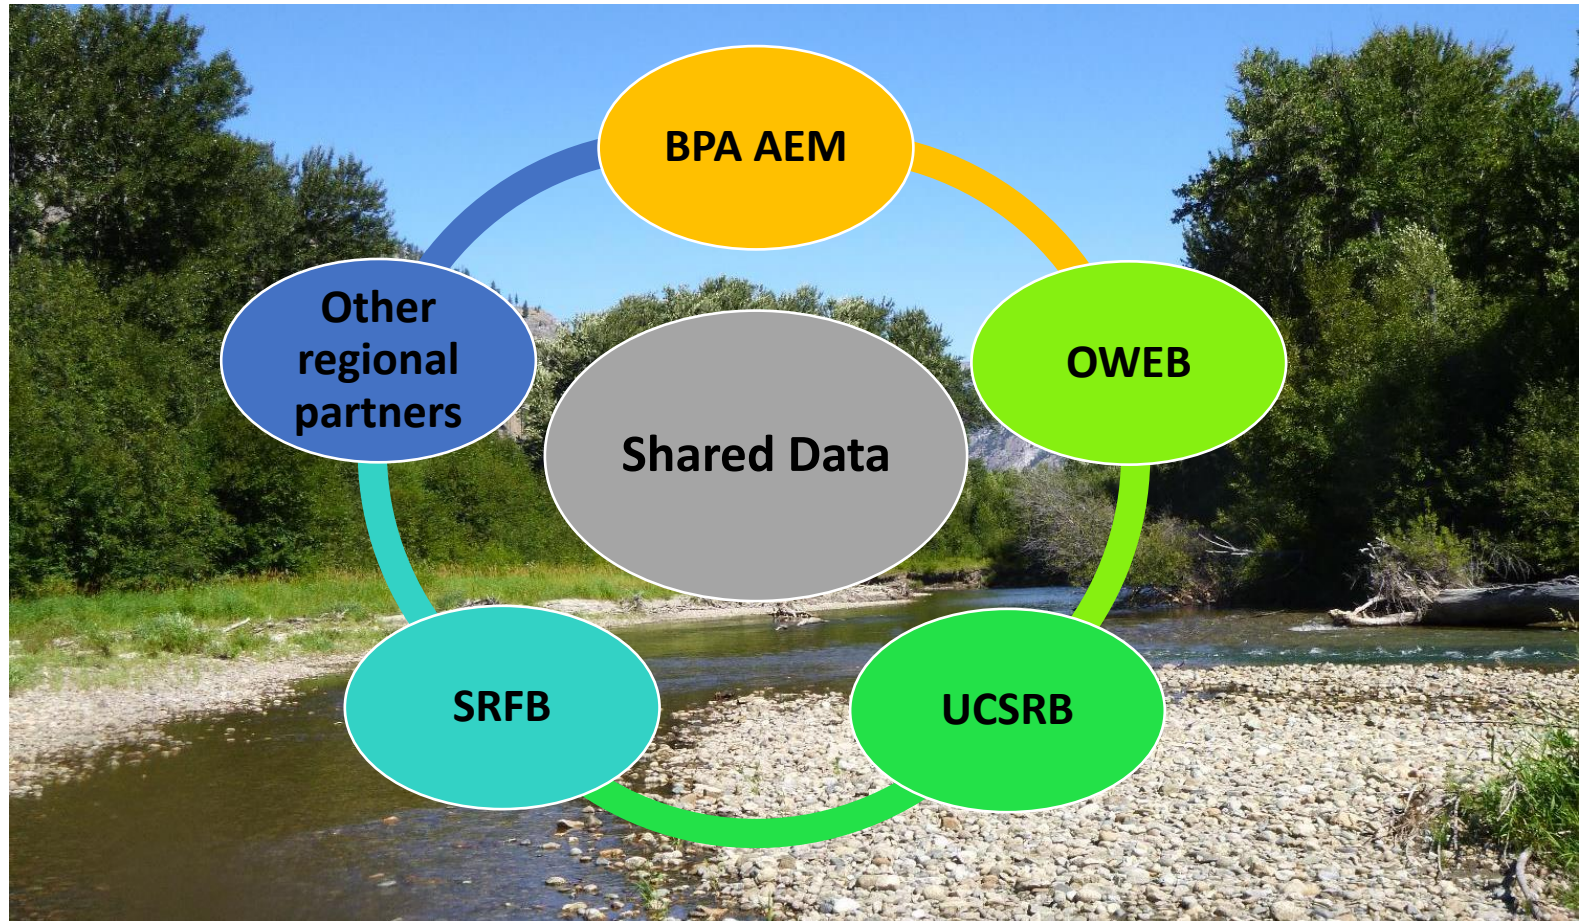 BPA AEM
Other
regional
partners
OWEB
Shared Data
SRFB
UCSRB